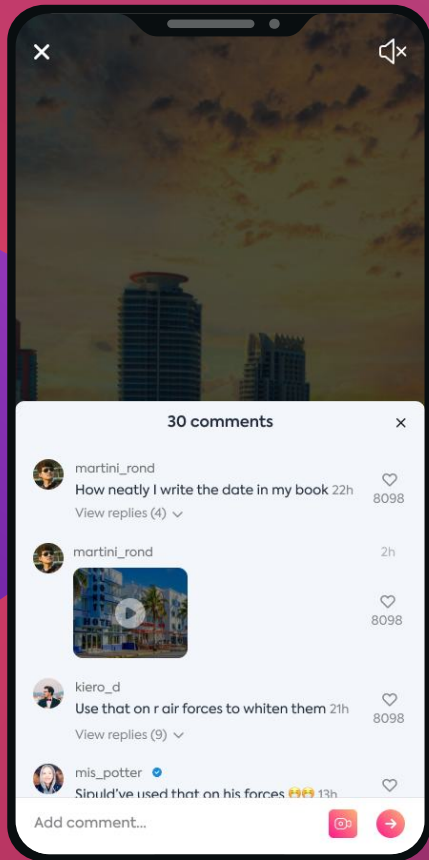 30 comments
martini_rond
How neatly I write the date in my book 22h
8098
View replies (4)
martini_rond 2h
8098
kiero_d
Use that on r air forces to whiten them 21h
8098
View replies (9)
mis_potter
Sipuld've used that on his forces 🙌🙌 13h
Add comment...